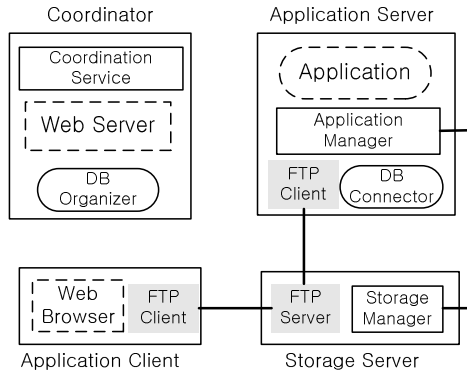 Coordinator
Coordination
Service
Web Server
DB
Organizer
Application Server
Application
Application
Manager
FTP
Client
DB
Connector
Web
Browser
FTP
Client
Application Client
FTP
Server
Storage
Manager
Storage Server